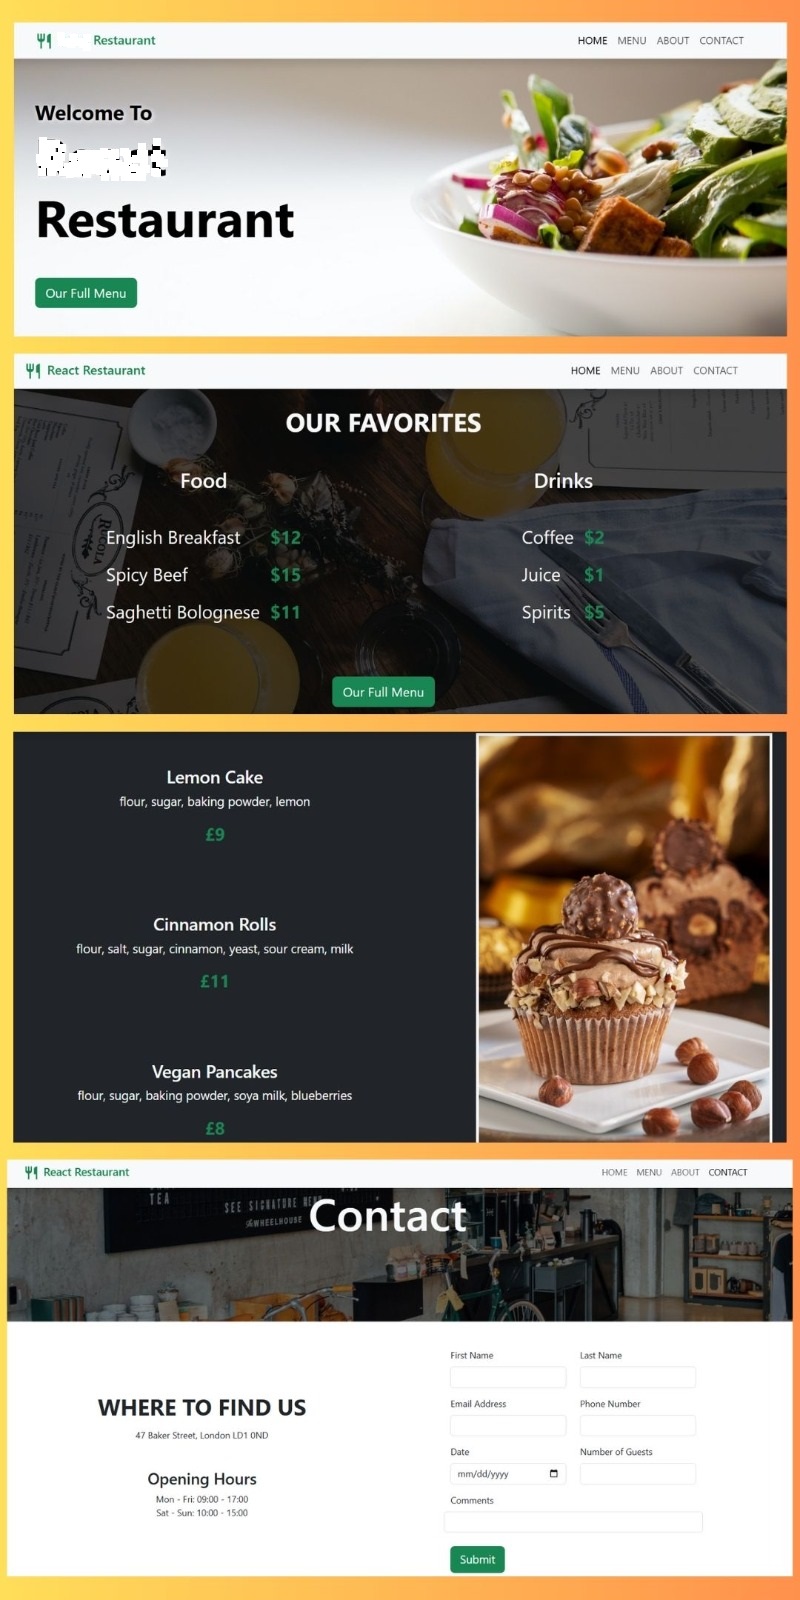 Restaurant
HOME MENU ABOUT CONTACT
Welcome To
Restaurant
Our Full Menu
React Restaurant
HOME MENU ABOUT CONTACT
OUR FAVORITES
Food
English Breakfast $12
Spicy Beef $15
Saghetti Bolognese $11
Drinks
Coffee $2
Juice $1
Spirits $5
Our Full Menu
Lemon Cake
flour, sugar, baking powder, lemon
£9
Cinnamon Rolls
flour, salt, sugar, cinnamon, yeast, sour cream, milk
£11
Vegan Pancakes
flour, sugar, baking powder, soya milk, blueberries
£8
React Restaurant
HOME MENU ABOUT CONTACT
TEA
SEE SIGNATURE MENU
@WHEELHOUSE
Contact
WHERE TO FIND US
47 Baker Street, London LD1 0ND
Opening Hours
Mon - Fri: 09:00 - 17:00
Sat - Sun: 10:00 - 15:00
First Name Last Name
Email Address Phone Number
Date Number of Guests
mm/dd/yyyy
Comments
Submit